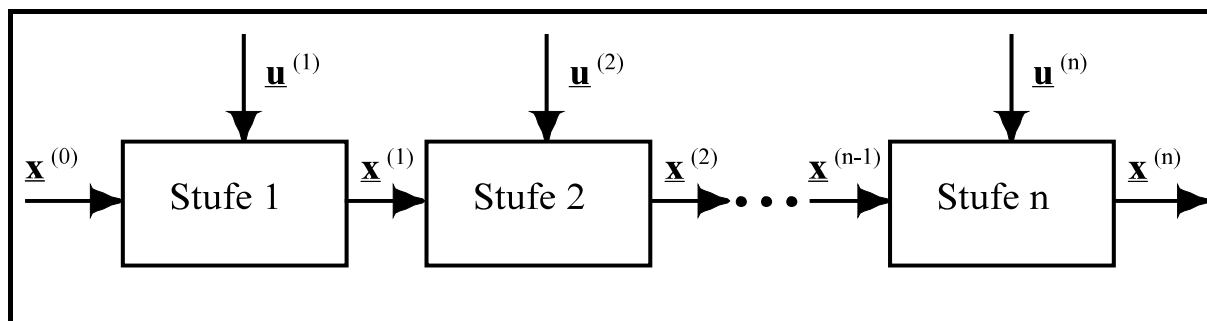 u (1)
u (2)
u (n)
x (0)
Stufe 1
x (1)
Stufe 2
x (2)
• • •
x (n-1)
Stufe n
x (n)